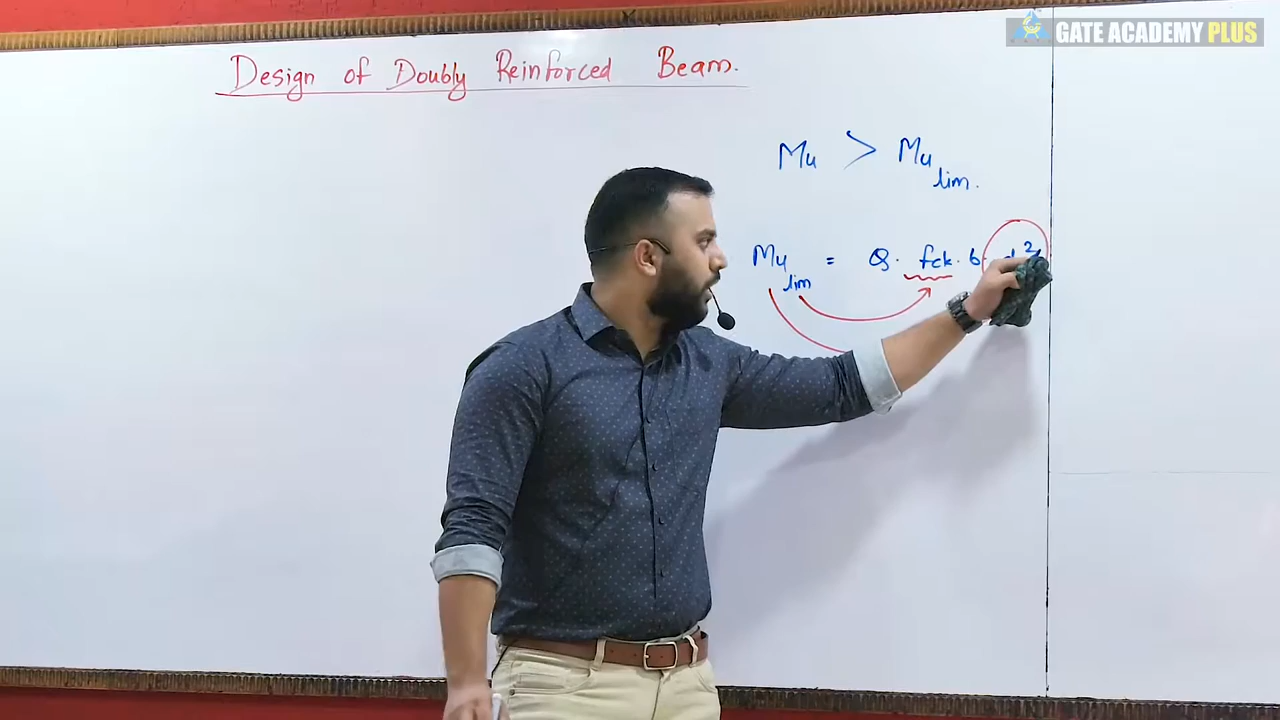 GATE ACADEMY PLUS
Design of Doubly Reinforced Beam.
Mu > Mu lim.
Mu lim = Q. fck. b. d²